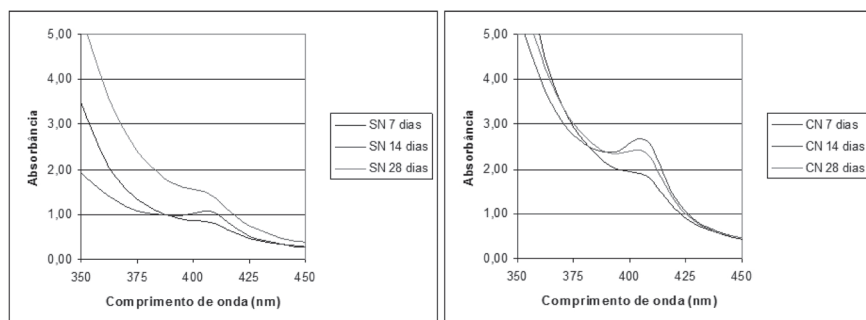 5,00
4,00
3,00
2,00
1,00
0,00
Absorbância
350 375 400 425 450
Comprimento de onda (nm)
SN 7 dias
SN 14 dias
SN 28 dias
5,00
4,00
3,00
2,00
1,00
0,00
Absorbância
350 375 400 425 450
Comprimento de onda (nm)
CN 7 dias
CN 14 dias
CN 28 dias